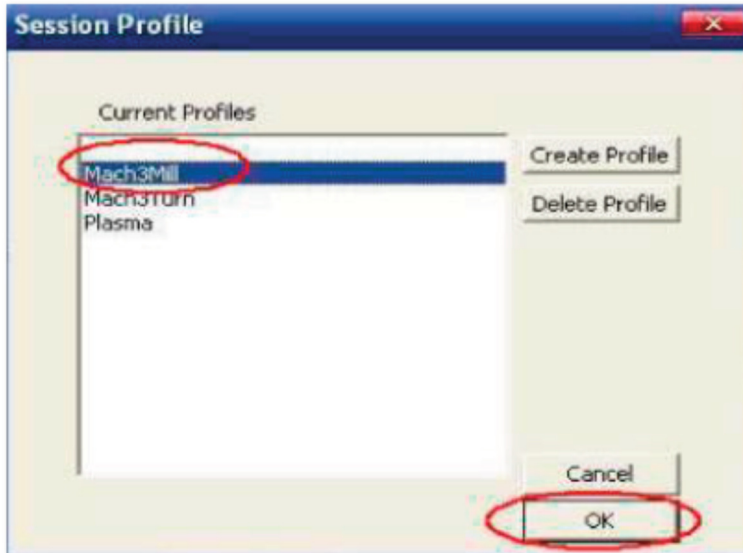 Session Profile
Current Profiles
Mach3Mill
Mach3Turn
Plasma
Create Profile
Delete Profile
Cancel
OK